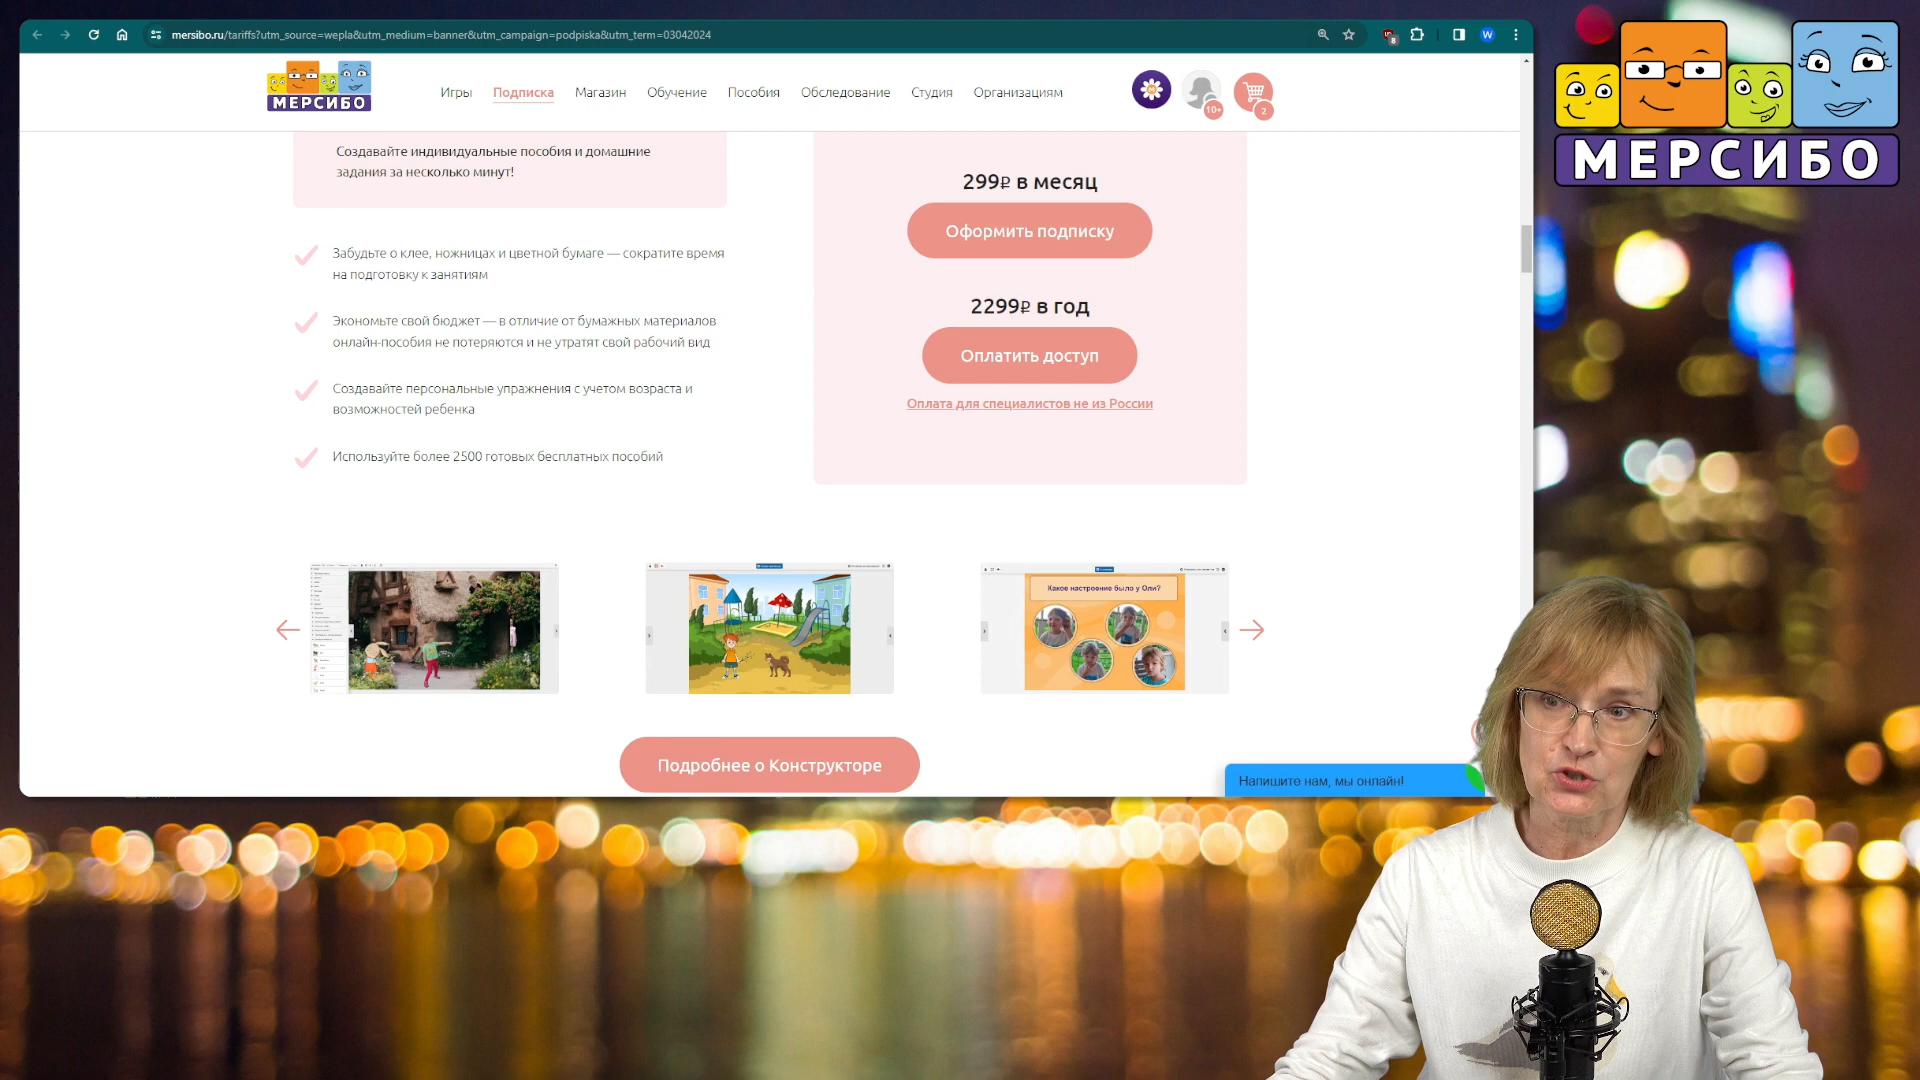 mersibo.ru/tariffs?utm_source=wepla&utm_medium=banner&utm_campaign=podpiska&utm_term=03042024
8
W
МЕРСИБО
Игры
Подписка
Магазин
Обучение
Пособия
Обследование
Студия
Организациям
10+
2
МЕРСИБО
Создавайте индивидуальные пособия и домашние
задания за несколько минут!
Забудьте о клее, ножницах и цветной бумаге — сократите время
на подготовку к занятиям
Экономьте свой бюджет — в отличие от бумажных материалов
онлайн-пособия не потеряются и не утратят свой рабочий вид
Создавайте персональные упражнения с учетом возраста и
возможностей ребенка
Используйте более 2500 готовых бесплатных пособий
299₽ в месяц
Оформить подписку
2299₽ в год
Оплатить доступ
Оплата для специалистов не из России
Какое настроение было у Оли?
Подробнее о Конструкторе
Напишите нам, мы онлайн!